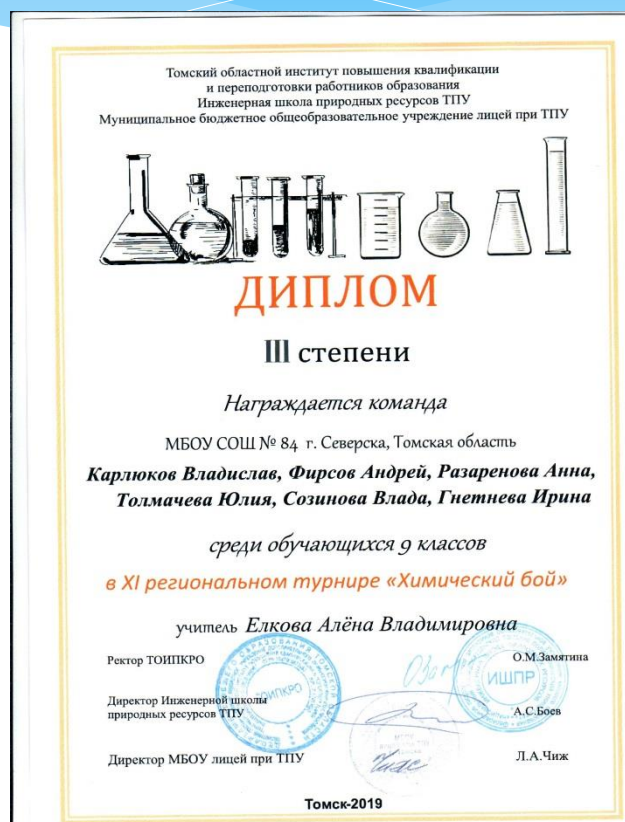 Томский областной институт повышения квалификации
и переподготовки работников образования
Инженерная школа природных ресурсов ТПУ
Муниципальное бюджетное общеобразовательное учреждение лицей при ТПУ
ДИПЛОМ
III степени
Награждается команда
МБОУ СОШ № 84 г. Северска, Томская область
Карлюков Владислав, Фирсов Андрей, Разаренова Анна,
Толмачева Юлия, Созинова Влада, Гнетнева Ирина
среди обучающихся 9 классов
в XI региональном турнире «Химический бой»
учитель Елкова Алёна Владимировна
Ректор ТОИПКРО
О.М.Замятина
ТОИПКРО
ИШПР
Директор Инженерной школы
природных ресурсов ТПУ
А.С.Боев
Директор МБОУ лицей при ТПУ
Л.А.Чиж
Томск-2019